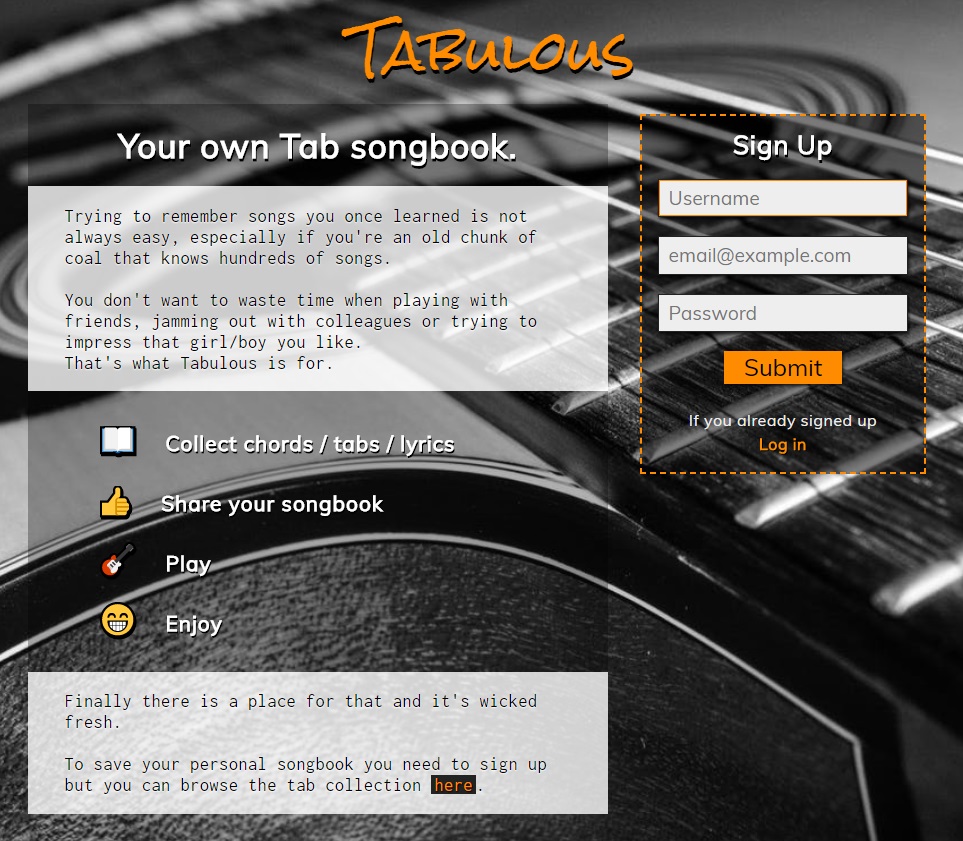 Tabulous
Your own Tab songbook.
Trying to remember songs you once learned is not
always easy, especially if you're an old chunk of
coal that knows hundreds of songs.
You don't want to waste time when playing with
friends, jamming out with colleagues or trying to
impress that girl/boy you like.
That's what Tabulous is for.
Collect chords / tabs / lyrics
Share your songbook
Play
Enjoy
Finally there is a place for that and it's wicked
fresh.
To save your personal songbook you need to sign up
but you can browse the tab collection here.
Sign Up
Username
email@example.com
Password
Submit
If you already signed up
Log in